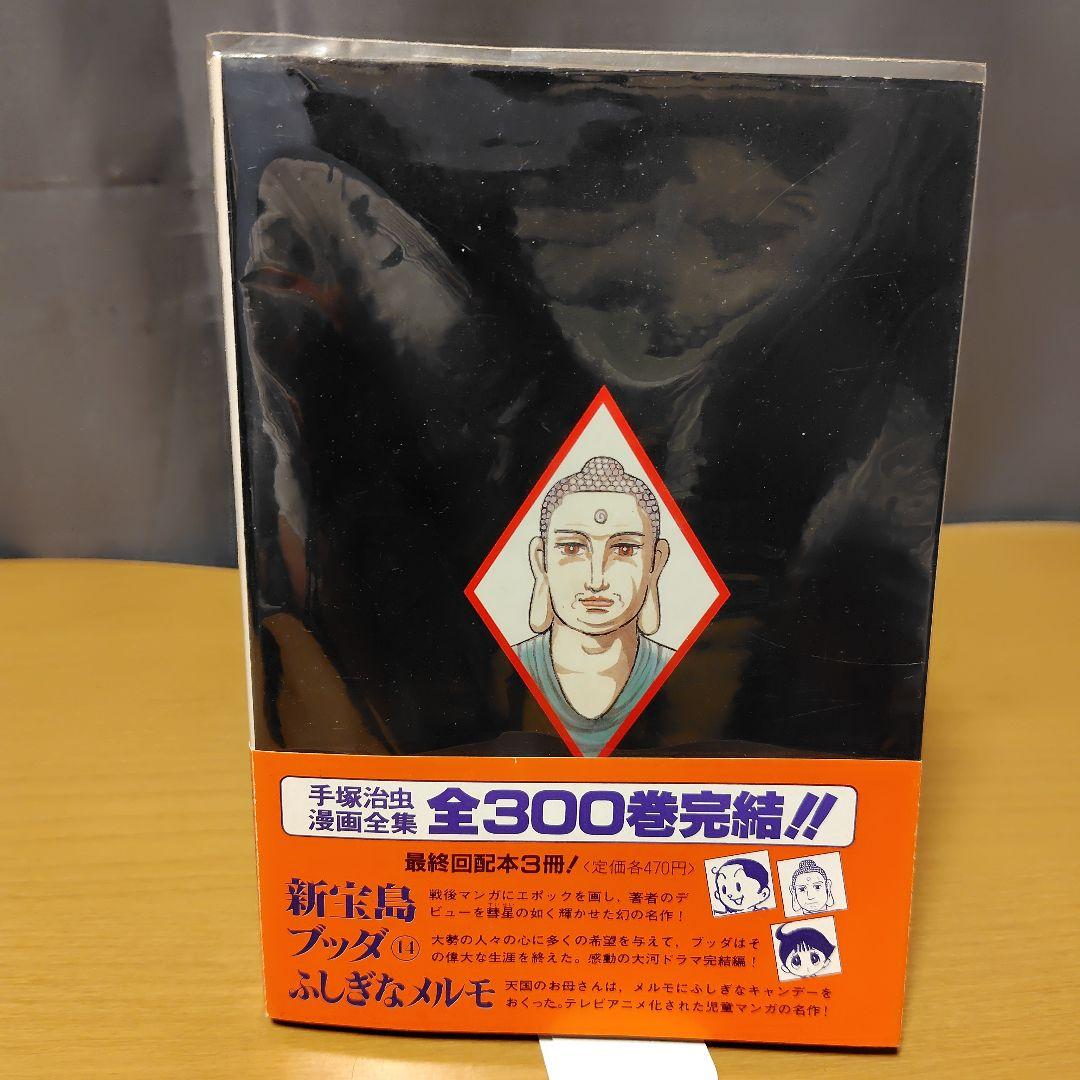 手塚治虫
漫画全集 全300巻完結!!
最終回配本3冊!〈定価各470円〉
新宝島 戦後マンガにエポックを画し、著者のデ
ビューを彗星の如く輝かせた幻の名作!
すいせい
ブッダ⑭ 大勢の人々の心に多くの希望を与えて、ブッダはそ
の偉大な生涯を終えた。感動の大河ドラマ完結編!
ふしぎなメルモ 天国のお母さんは、メルモにふしぎなキャンデーを
おくった。テレビアニメ化された児童マンガの名作!